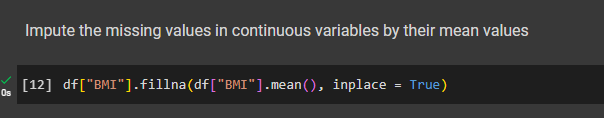 Impute the missing values in continuous variables by their mean values
[12] df["BMI"].fillna(df["BMI"].mean(), inplace = True)
0s